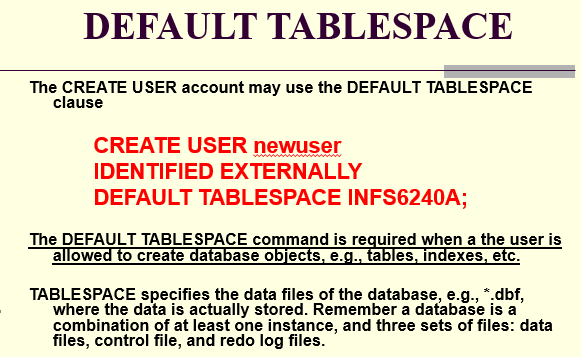 DEFAULT TABLESPACE
The CREATE USER account may use the DEFAULT TABLESPACE
clause
CREATE USER newuser
IDENTIFIED EXTERNALLY
DEFAULT TABLESPACE INFS6240A;
The DEFAULT TABLESPACE command is required when a the user is
allowed to create database objects, e.g., tables, indexes, etc.
TABLESPACE specifies the data files of the database, e.g., *.dbf,
where the data is actually stored. Remember a database is a
combination of at least one instance, and three sets of files: data
files, control file, and redo log files.